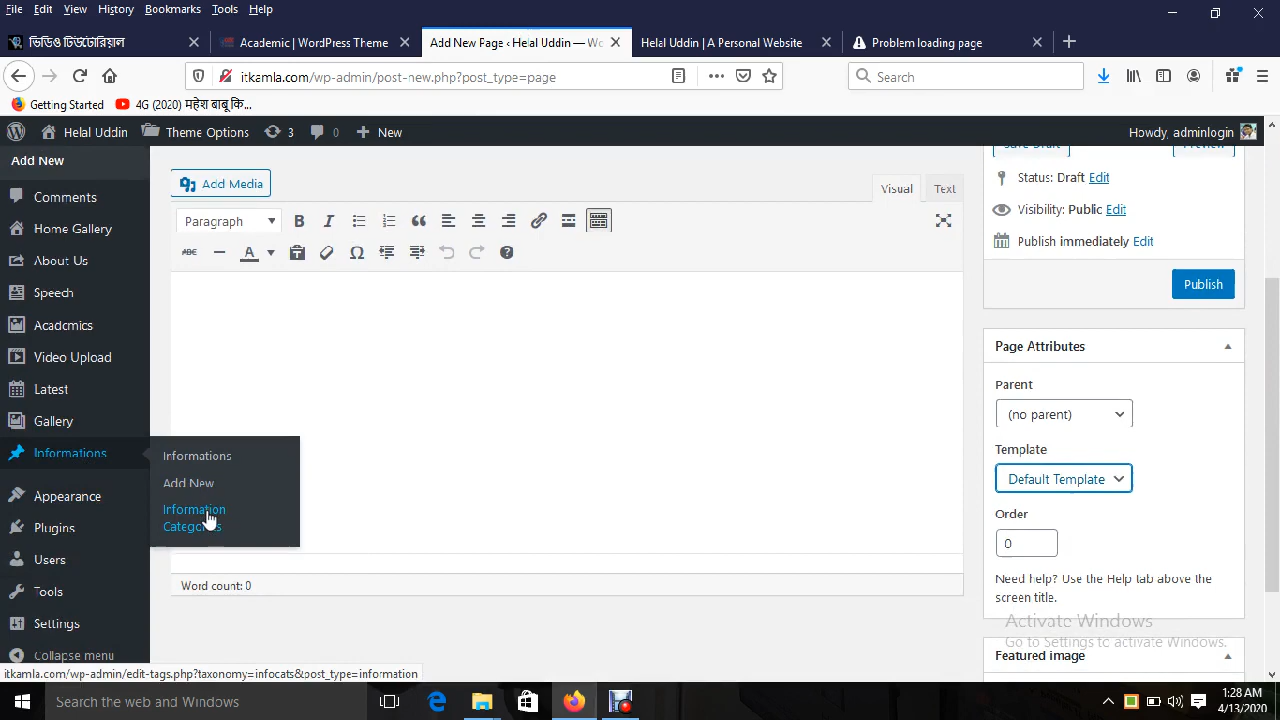 File Edit View History Bookmarks Tools Help
ভিডিও টিউটোরিয়াল
Academic | WordPress Theme
Add New Page ‹ Helal Uddin — Wo
Helal Uddin | A Personal Website
Problem loading page
itkamla.com/wp-admin/post-new.php?post_type=page
Search
Getting Started
4G (2020) महेश बाबू कि...
Helal Uddin Theme Options 3 0 New
Howdy, adminlogin
Add New
Comments
Home Gallery
About Us
Speech
Academics
Video Upload
Latest
Gallery
Informations
Appearance
Plugins
Users
Tools
Settings
Collapse menu
Informations
Add New
Information
Categories
Add Media
Visual Text
Paragraph
B I
ABC A
Word count: 0
Save Draft Preview
Status: Draft Edit
Visibility: Public Edit
Publish immediately Edit
Publish
Page Attributes
Parent
(no parent)
Template
Default Template
Order
0
Need help? Use the Help tab above the
screen title.
Activate Windows
Go to Settings to activate Windows.
Featured image
itkamla.com/wp-admin/edit-tags.php?taxonomy=infocats&post_type=information
Search the web and Windows
1:28 AM
4/13/2020